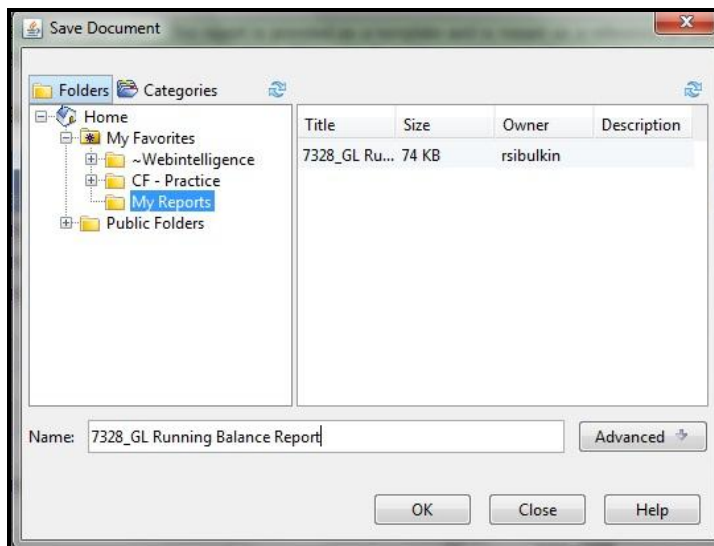 Save Document
Folders Categories
Home
My Favorites
~Webintelligence
CF - Practice
My Reports
Public Folders
Title Size Owner Description
7328_GL Ru... 74 KB rsibulkin
Name: 7328_GL Running Balance Report Advanced
OK Close Help